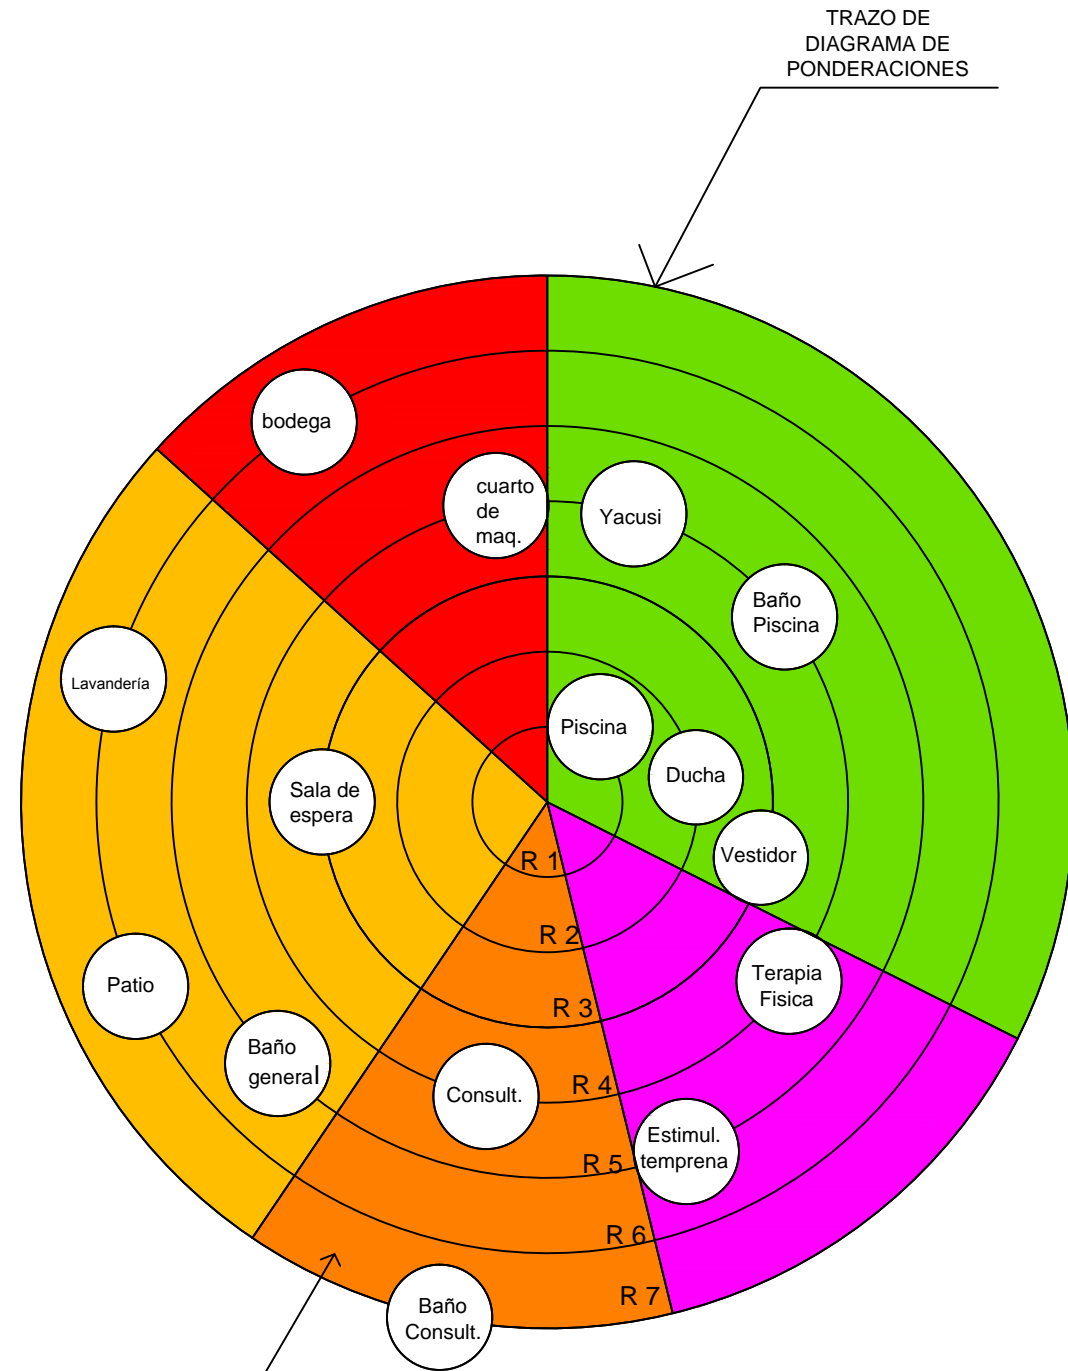 TRAZO DE
DIAGRAMA DE
PONDERACIONES
bodega
cuarto
de
maq.
Yacusi
Baño
Piscina
Lavandería
Piscina
Ducha
Sala de
espera
Vestidor
R 1
R 2
Terapia
Fisica
Patio
R 3
Baño
general
Consult.
R 4
Estimul.
temprena
R 5
R 6
R 7
Baño
Consult.